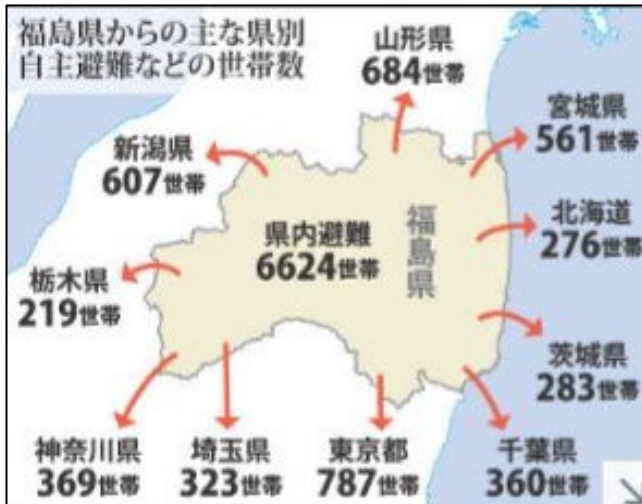 福島県からの主な県別
自主避難などの世帯数
山形県
684世帯
宮城県
561世帯
新潟県
607世帯
北海道
276世帯
県内避難
6624世帯
福島県
栃木県
219世帯
茨城県
283世帯
神奈川県
369世帯
埼玉県
323世帯
東京都
787世帯
千葉県
360世帯